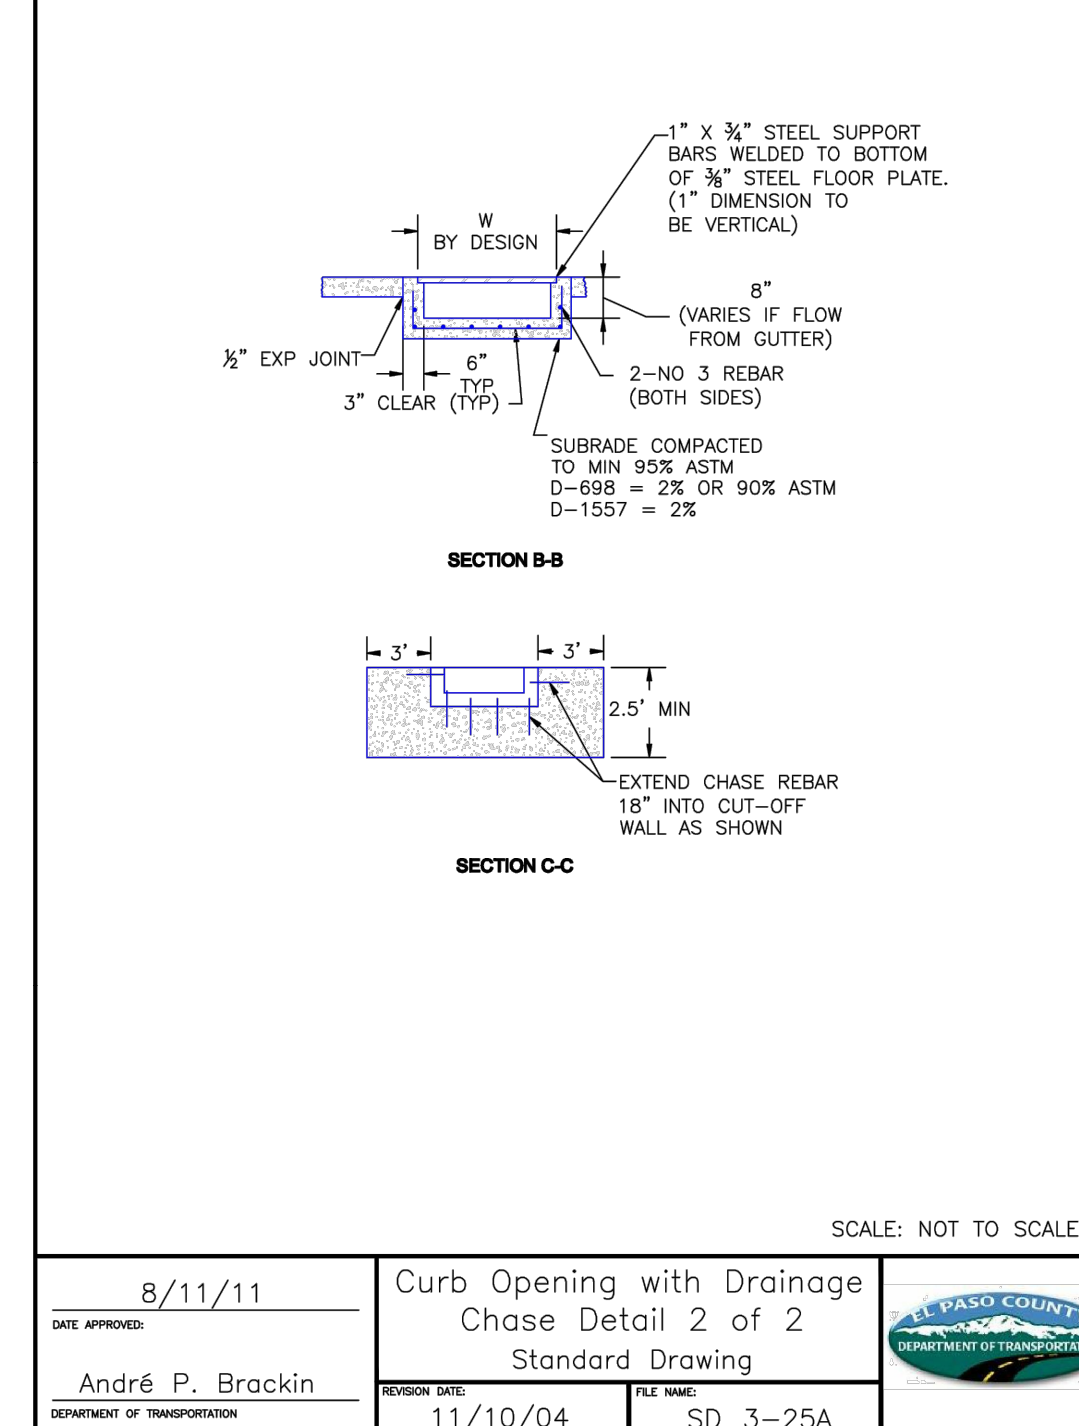 1" X ¾" STEEL SUPPORT
BARS WELDED TO BOTTOM
OF ⅜" STEEL FLOOR PLATE.
(1" DIMENSION TO
BE VERTICAL)
W
BY DESIGN
8"
(VARIES IF FLOW
FROM GUTTER)
½" EXP JOINT
6"
TYP
3" CLEAR (TYP)
2-NO 3 REBAR
(BOTH SIDES)
SUBRADE COMPACTED
TO MIN 95% ASTM
D-698 = 2% OR 90% ASTM
D-1557 = 2%
SECTION B-B
3'
3'
2.5' MIN
EXTEND CHASE REBAR
18" INTO CUT-OFF
WALL AS SHOWN
SECTION C-C
SCALE: NOT TO SCALE
8/11/11
DATE APPROVED:
André P. Brackin
DEPARTMENT OF TRANSPORTATION
Curb Opening with Drainage
Chase Detail 2 of 2
Standard Drawing
REVISION DATE:
11/10/04
FILE NAME:
SD_3-25A
EL PASO COUNT
DEPARTMENT OF TRANSPORTA